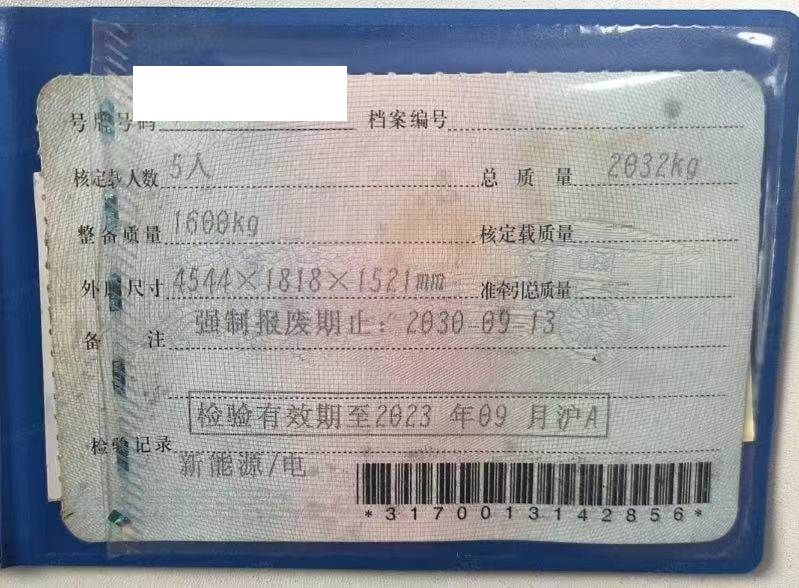 号牌号码 档案编号
核定载人数 5人 总质量 2032kg
整备质量 1600kg 核定载质量
外廓尺寸 4544×1818×1521mm 准牵引总质量
备注 强制报废期止：2030-09-13
检验有效期至2023 年09 月沪A
检验记录
新能源/电
*3170013142856*